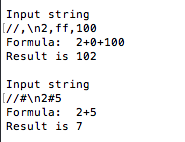 Input string
[//,\n2,ff,100
Formula:  2+0+100
Result is 102
Input string
[//#\n2#5
Formula:  2+5
Result is 7